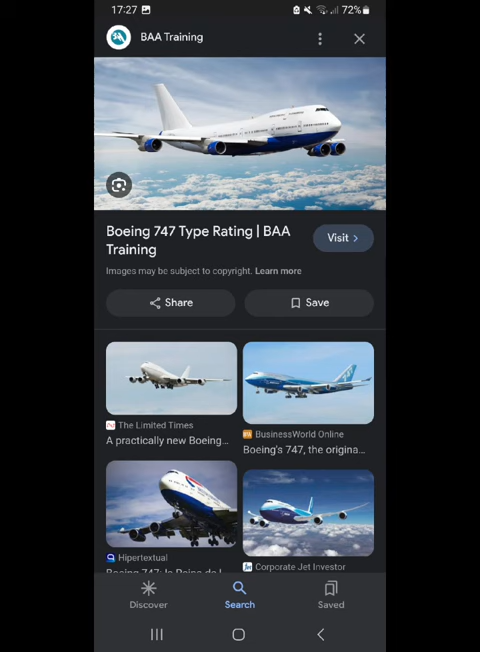 17:27
72%
BAA Training
Boeing 747 Type Rating | BAA
Training
Visit
Images may be subject to copyright. Learn more
Share
Save
The Limited Times
A practically new Boeing...
BusinessWorld Online
Boeing's 747, the origina...
Hipertextual
Corporate Jet Investor
Discover
Search
Saved